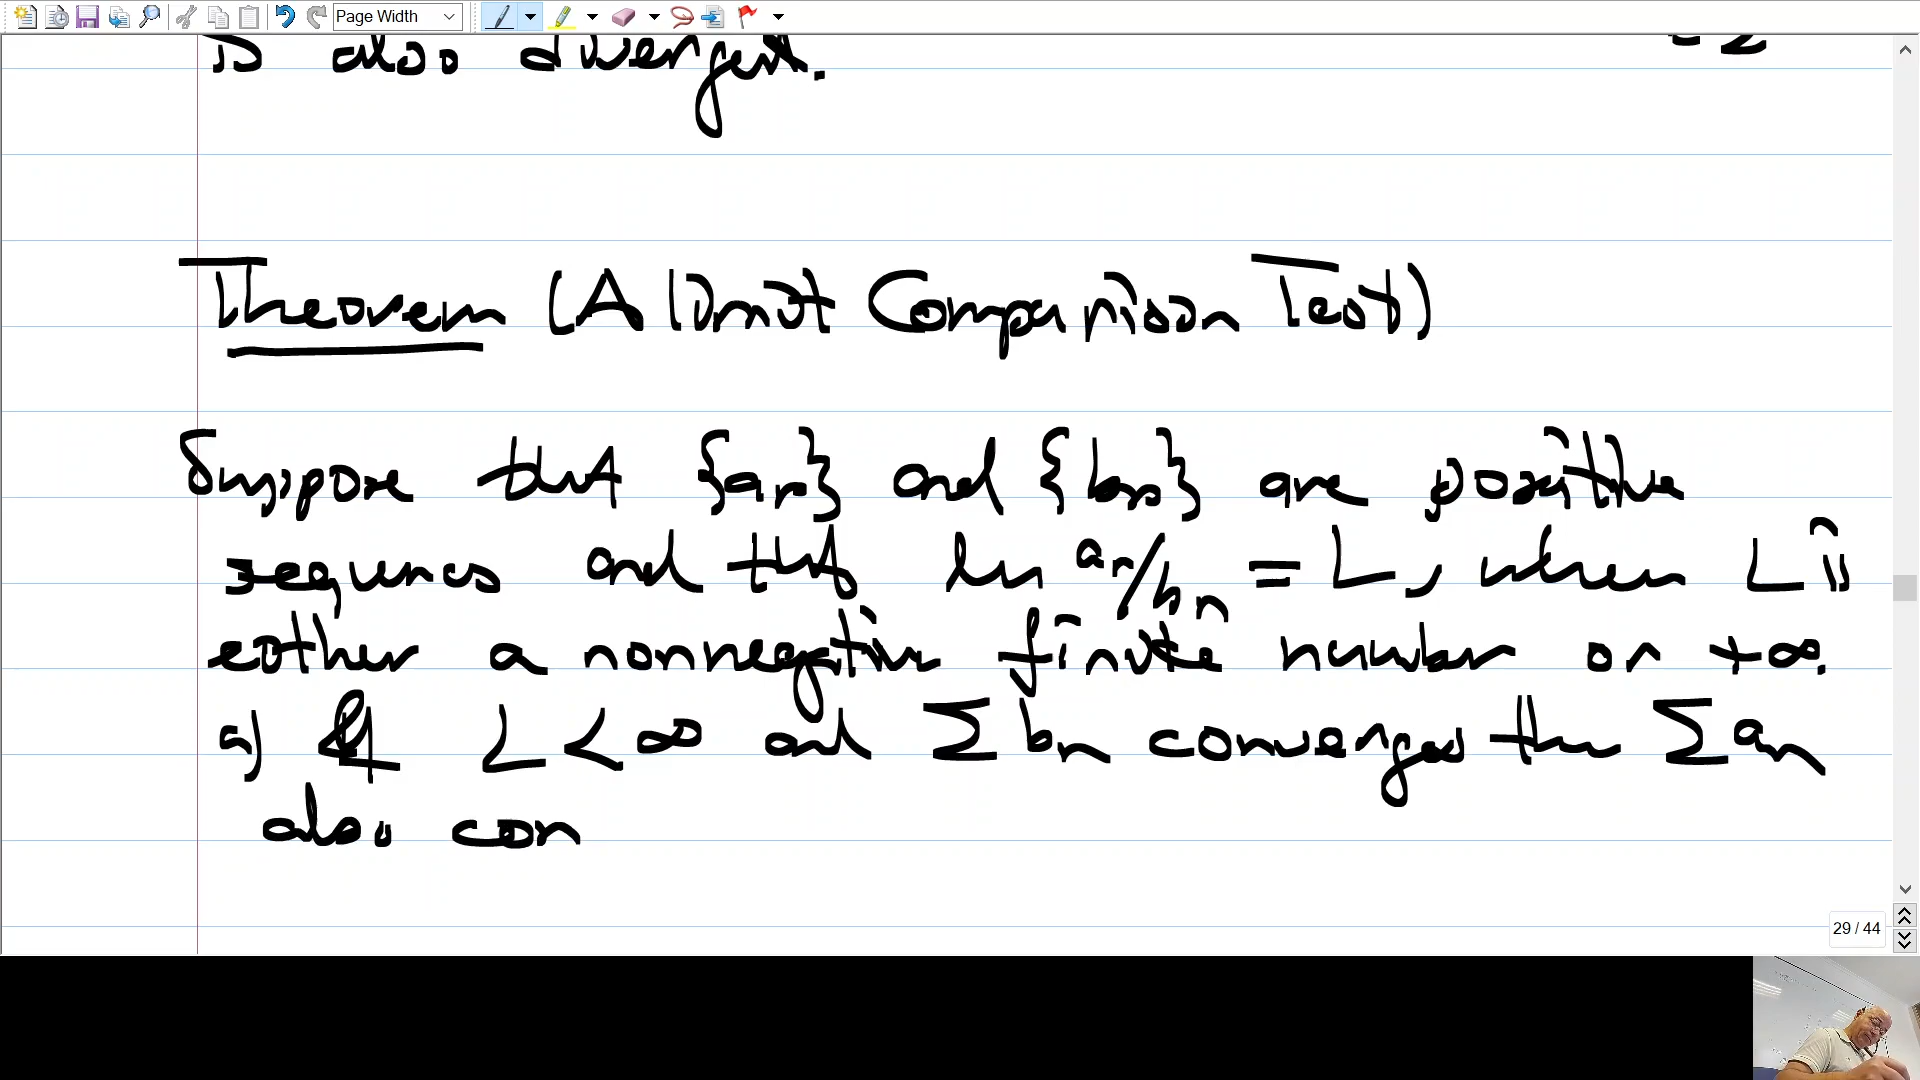 Page Width
is also divergent.
Theorem (A limit Comparison Test)
Suppose that {an} and {bn} are positive
sequences and that lim an/bn = L, where L is
either a nonnegative finite number or +∞.
a) If L < ∞ and Σ bn converges then Σ an
also con
29 / 44